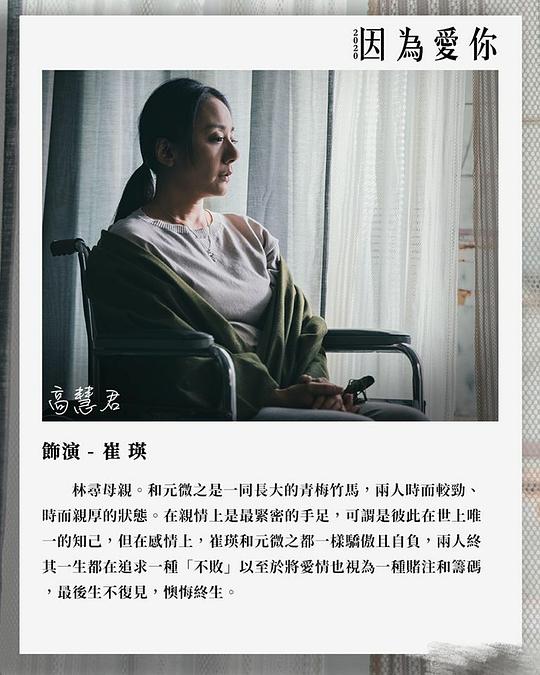 2020
因為愛你
高慧君
飾演 - 崔瑛
林尋母親。和元微之是一同長大的青梅竹馬,兩人時而較勁、
時而親厚的狀態。在親情上是最緊密的手足,可謂是彼此在世上唯
一的知己,但在感情上,崔瑛和元微之都一樣驕傲且自負,兩人終
其一生都在追求一種「不敗」以至於將愛情也視為一種賭注和籌碼
,最後生不復見,懊悔終生。